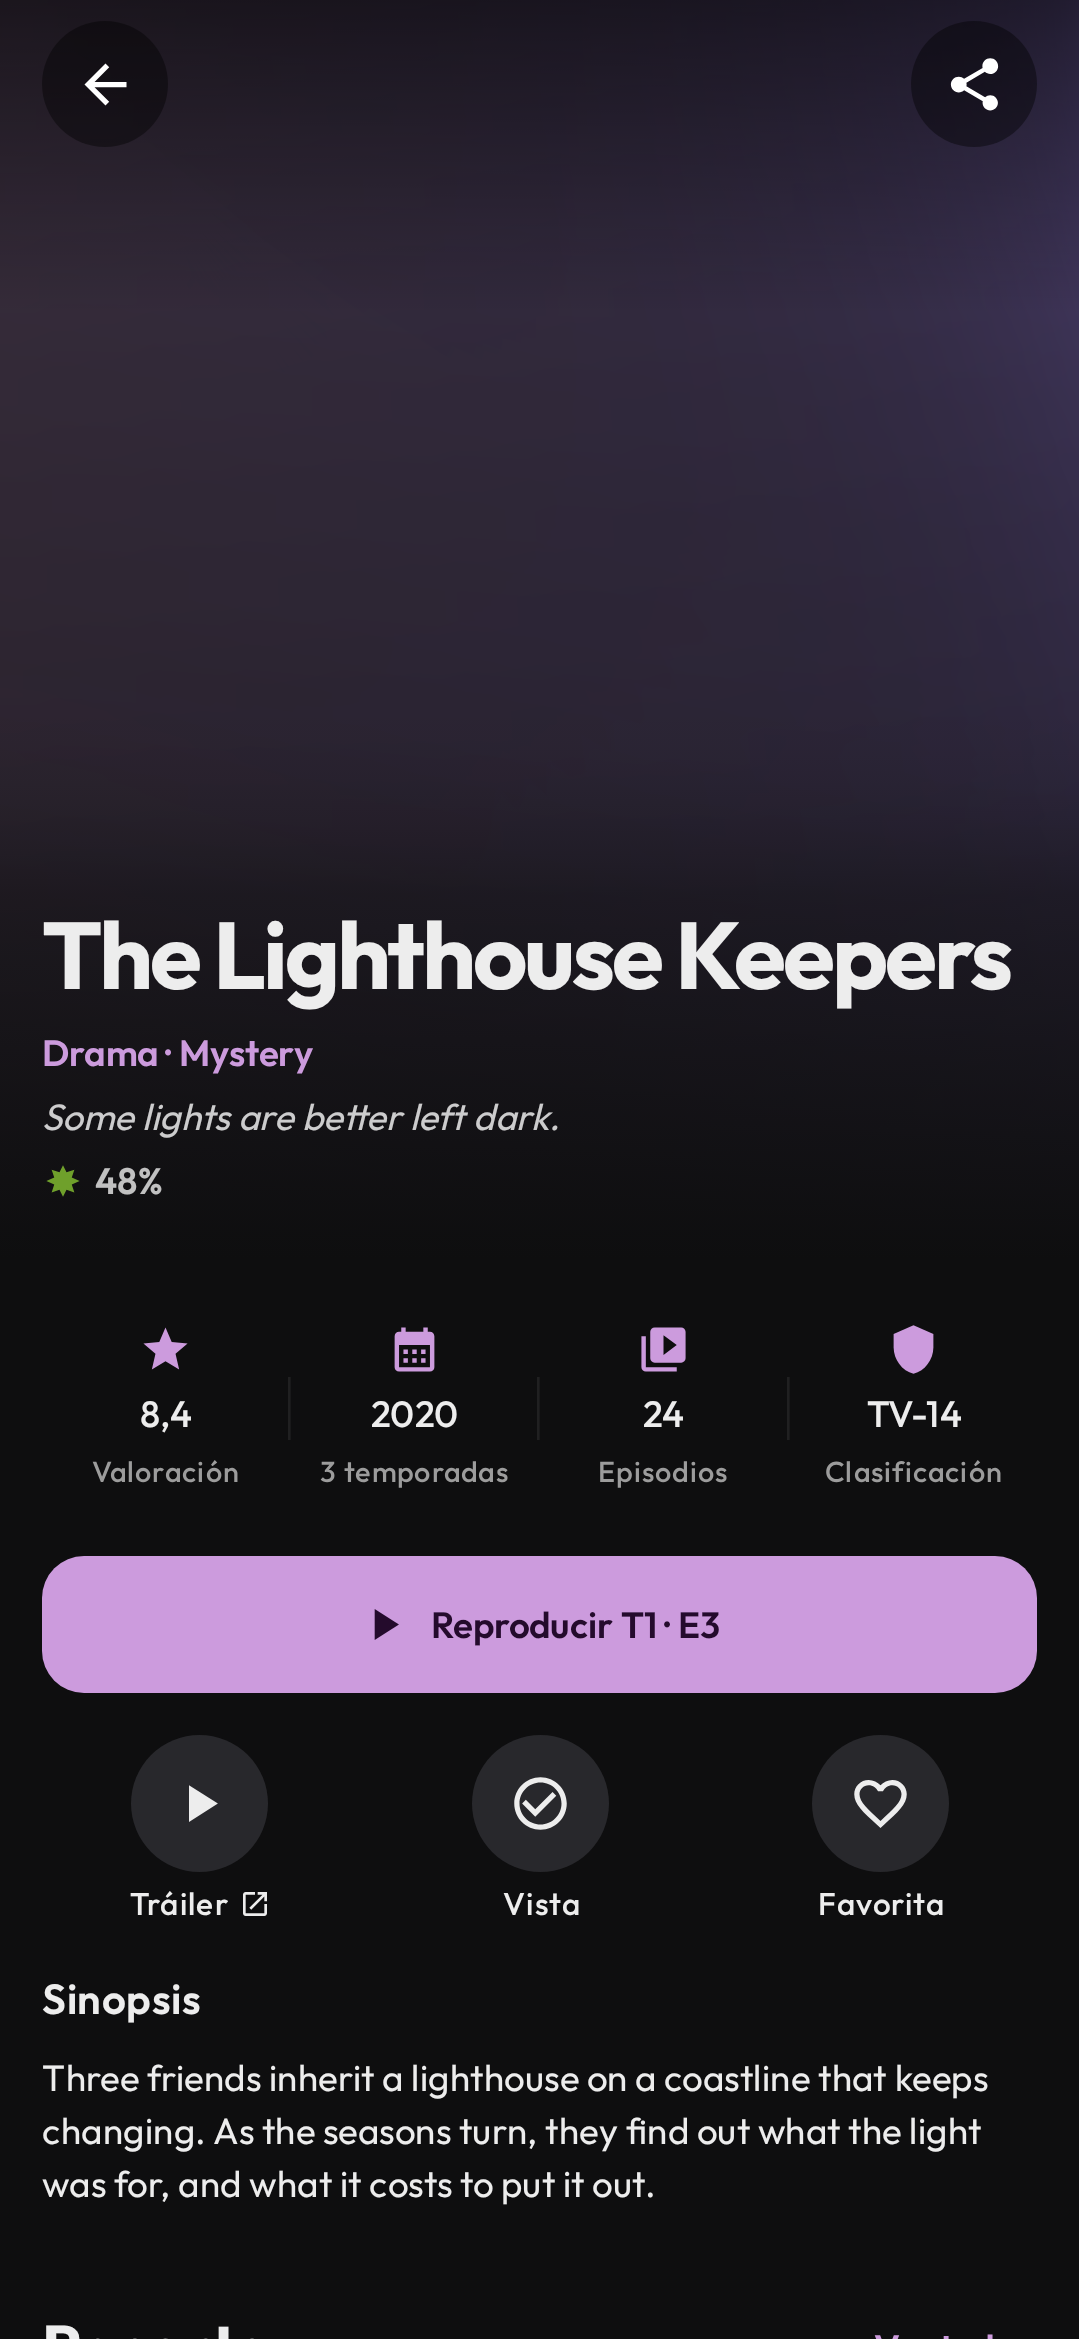 The Lighthouse Keepers
Drama · Mystery
Some lights are better left dark.
48%
8,4
2020
24
TV-14
Valoración
3 temporadas
Episodios
Clasificación
Reproducir T1 · E3
Tráiler
Vista
Favorita
Sinopsis
Three friends inherit a lighthouse on a coastline that keeps
changing. As the seasons turn, they find out what the light
was for, and what it costs to put it out.